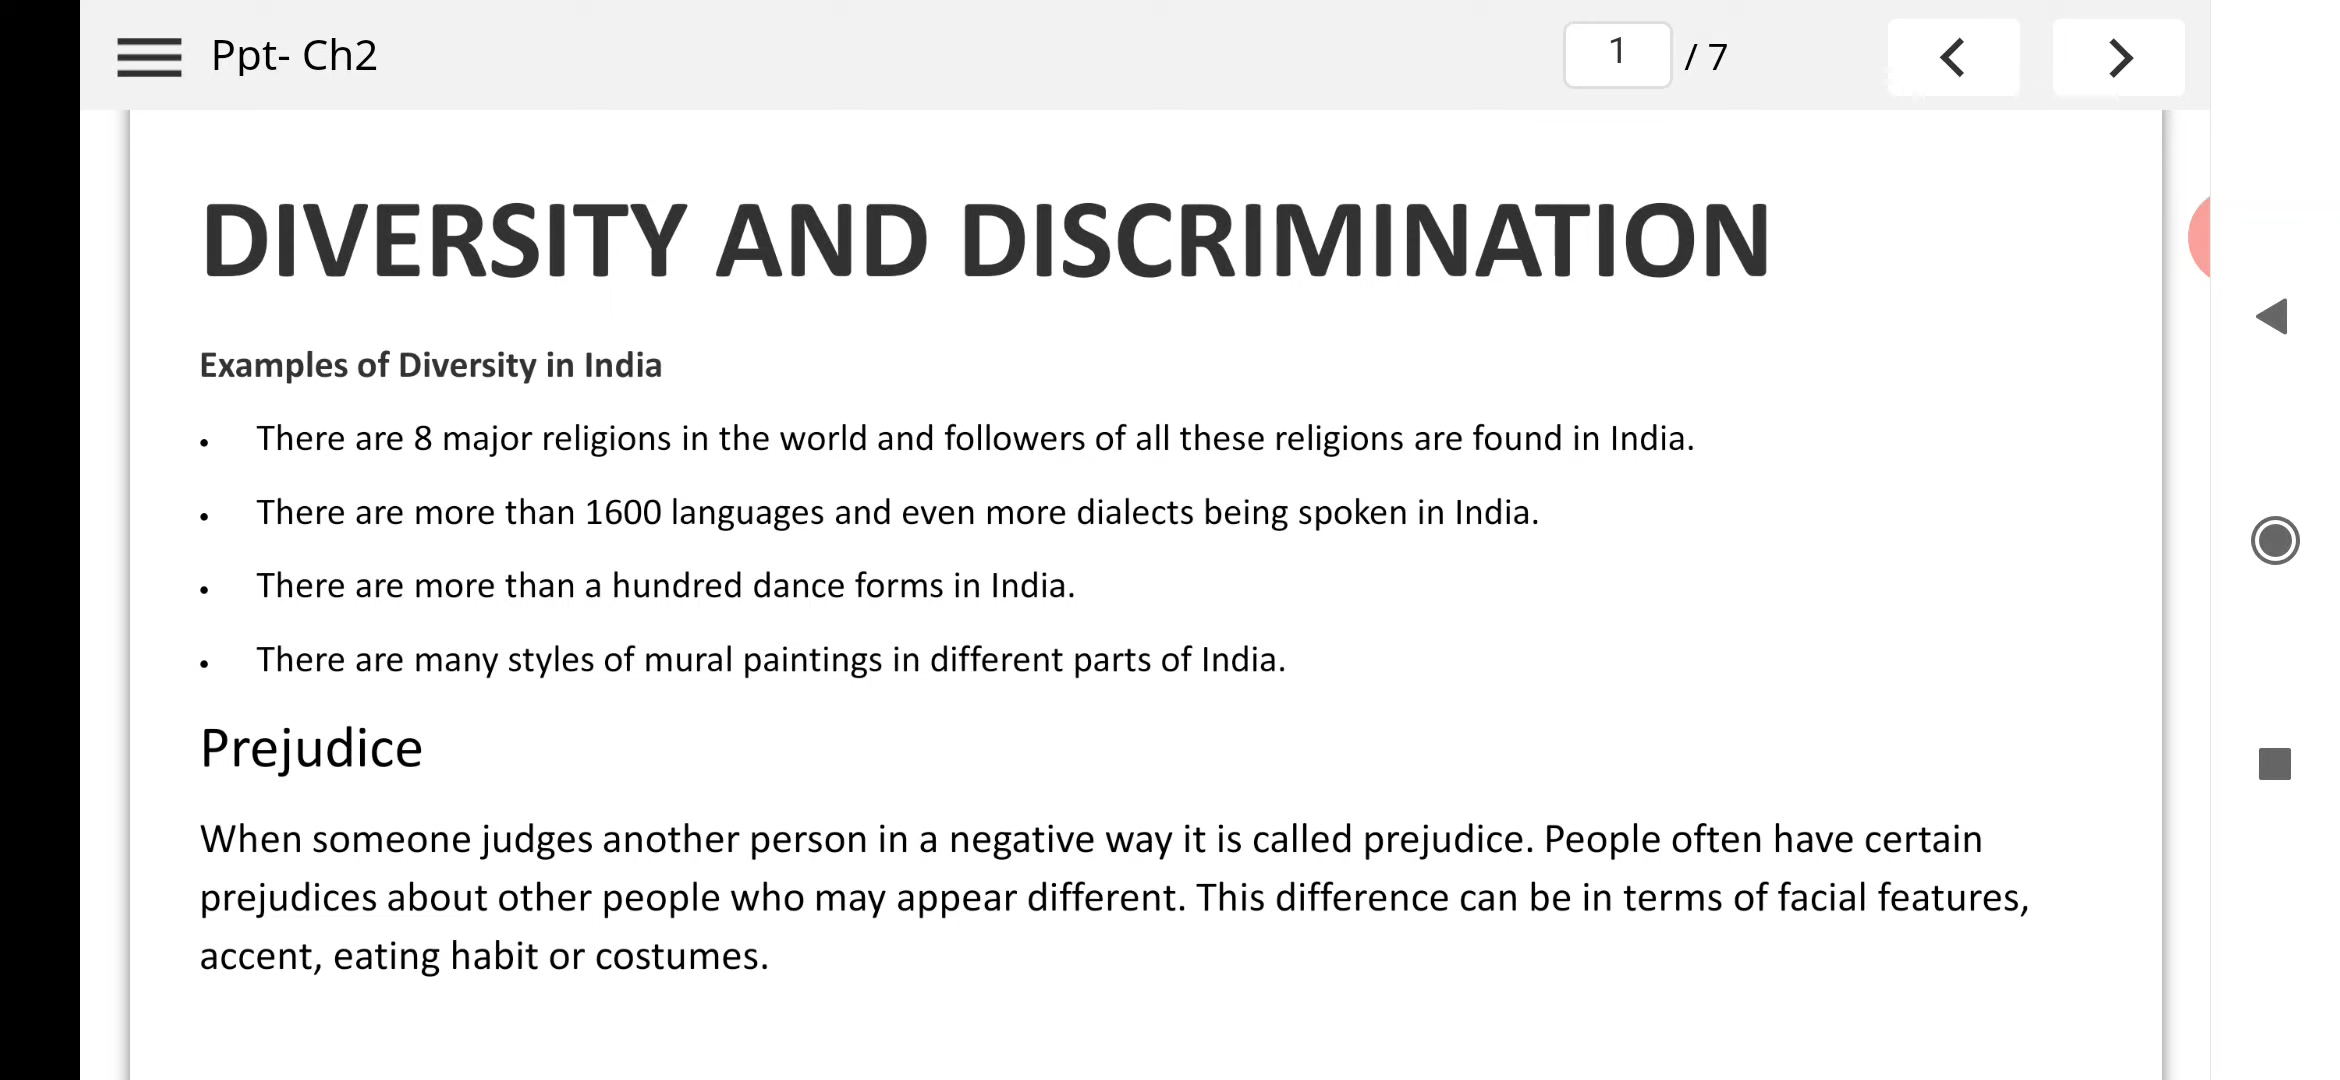 Ppt- Ch2
1 / 7
DIVERSITY AND DISCRIMINATION
Examples of Diversity in India
• There are 8 major religions in the world and followers of all these religions are found in India.
• There are more than 1600 languages and even more dialects being spoken in India.
• There are more than a hundred dance forms in India.
• There are many styles of mural paintings in different parts of India.
Prejudice
When someone judges another person in a negative way it is called prejudice. People often have certain
prejudices about other people who may appear different. This difference can be in terms of facial features,
accent, eating habit or costumes.